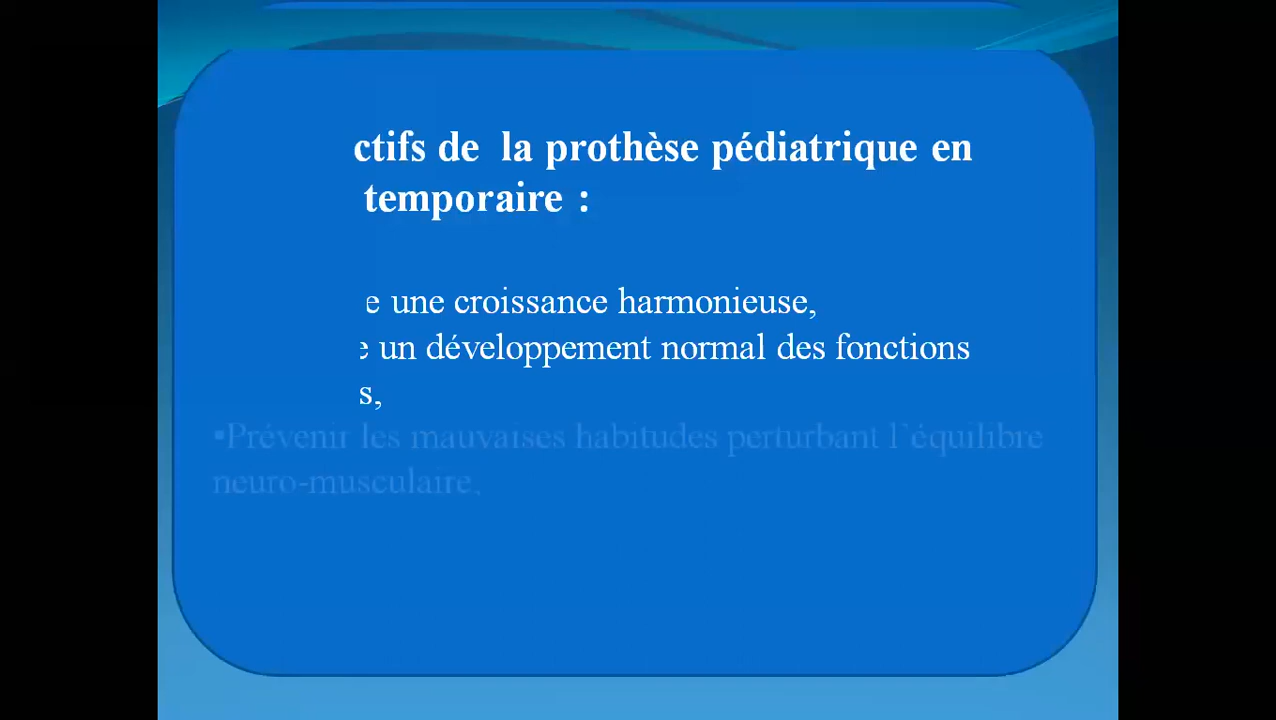 ctifs de la prothèse pédiatrique en
temporaire :
e une croissance harmonieuse,
e un développement normal des fonctions
s,
▪Prévenir les mauvaises habitudes perturbant l'équilibre
neuro-musculaire.